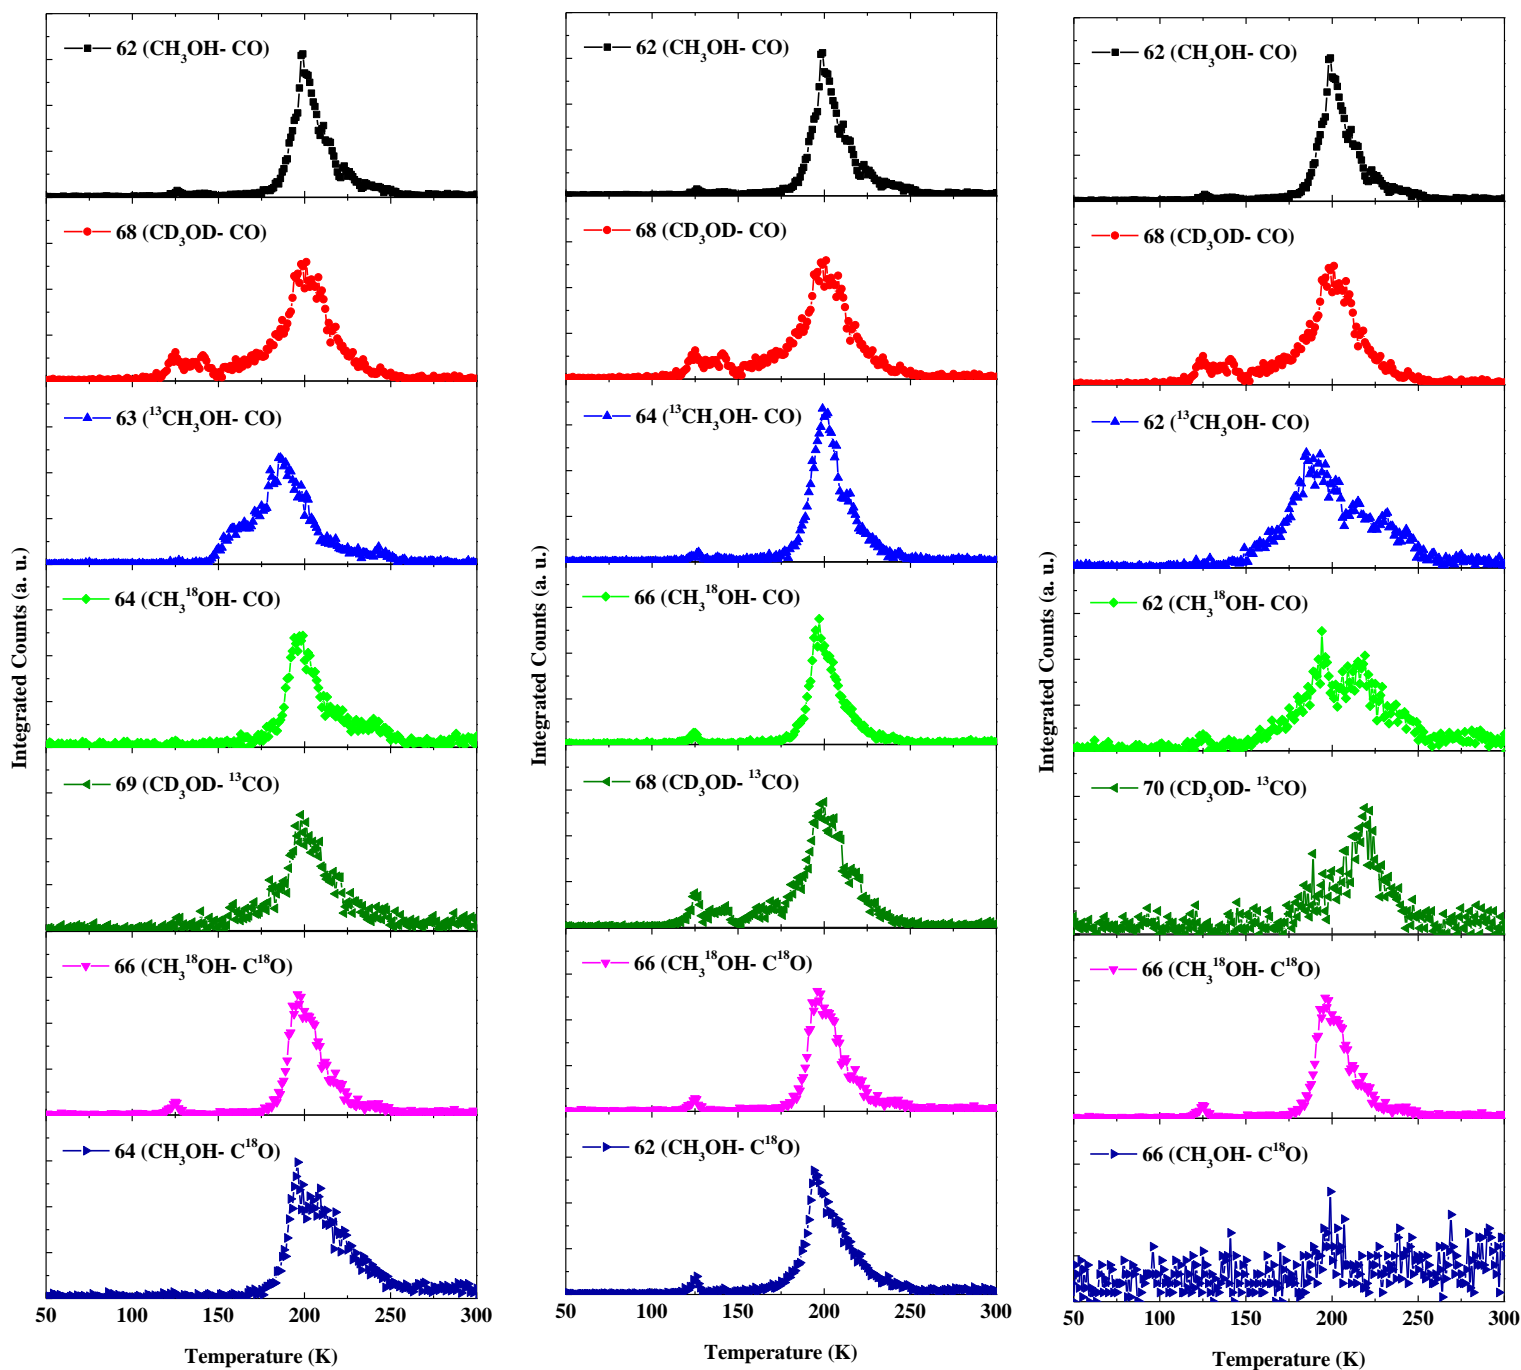 62 (CH₃OH- CO)
68 (CD₃OD- CO)
63 (¹³CH₃OH- CO)
64 (CH₃¹⁸OH- CO)
69 (CD₃OD- ¹³CO)
66 (CH₃¹⁸OH- C¹⁸O)
64 (CH₃OH- C¹⁸O)
Integrated Counts (a. u.)
50 100 150 200 250 300
Temperature (K)
62 (CH₃OH- CO)
68 (CD₃OD- CO)
64 (¹³CH₃OH- CO)
66 (CH₃¹⁸OH- CO)
68 (CD₃OD- ¹³CO)
66 (CH₃¹⁸OH- C¹⁸O)
62 (CH₃OH- C¹⁸O)
Integrated Counts (a. u.)
50 100 150 200 250 300
Temperature (K)
62 (CH₃OH- CO)
68 (CD₃OD- CO)
62 (¹³CH₃OH- CO)
62 (CH₃¹⁸OH- CO)
70 (CD₃OD- ¹³CO)
66 (CH₃¹⁸OH- C¹⁸O)
66 (CH₃OH- C¹⁸O)
Integrated Counts (a. u.)
50 100 150 200 250 300
Temperature (K)